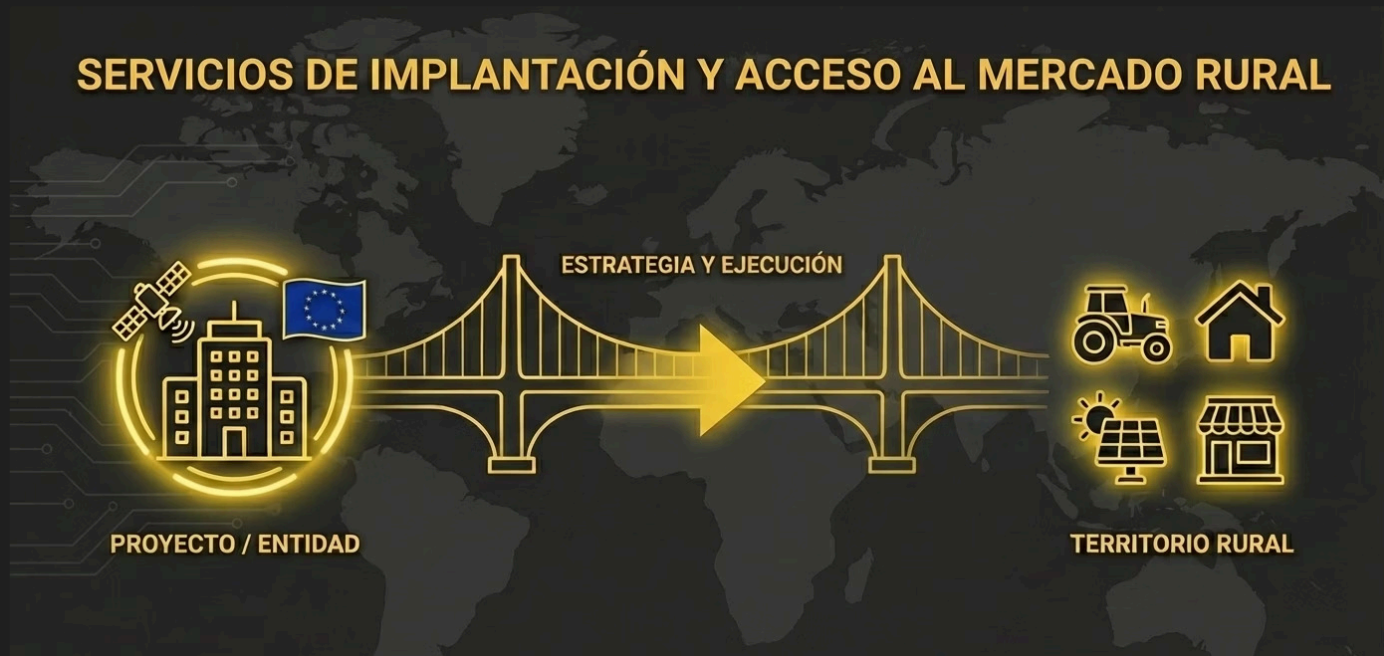 SERVICIOS DE IMPLANTACIÓN Y ACCESO AL MERCADO RURAL
ESTRATEGIA Y EJECUCIÓN
PROYECTO / ENTIDAD
TERRITORIO RURAL